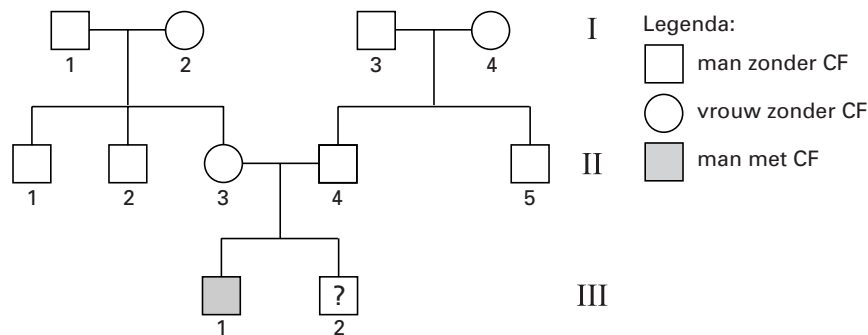 I
Legenda:
1 2 3 4
man zonder CF
vrouw zonder CF
II
man met CF
1 2 3 4 5
?
III
1 2